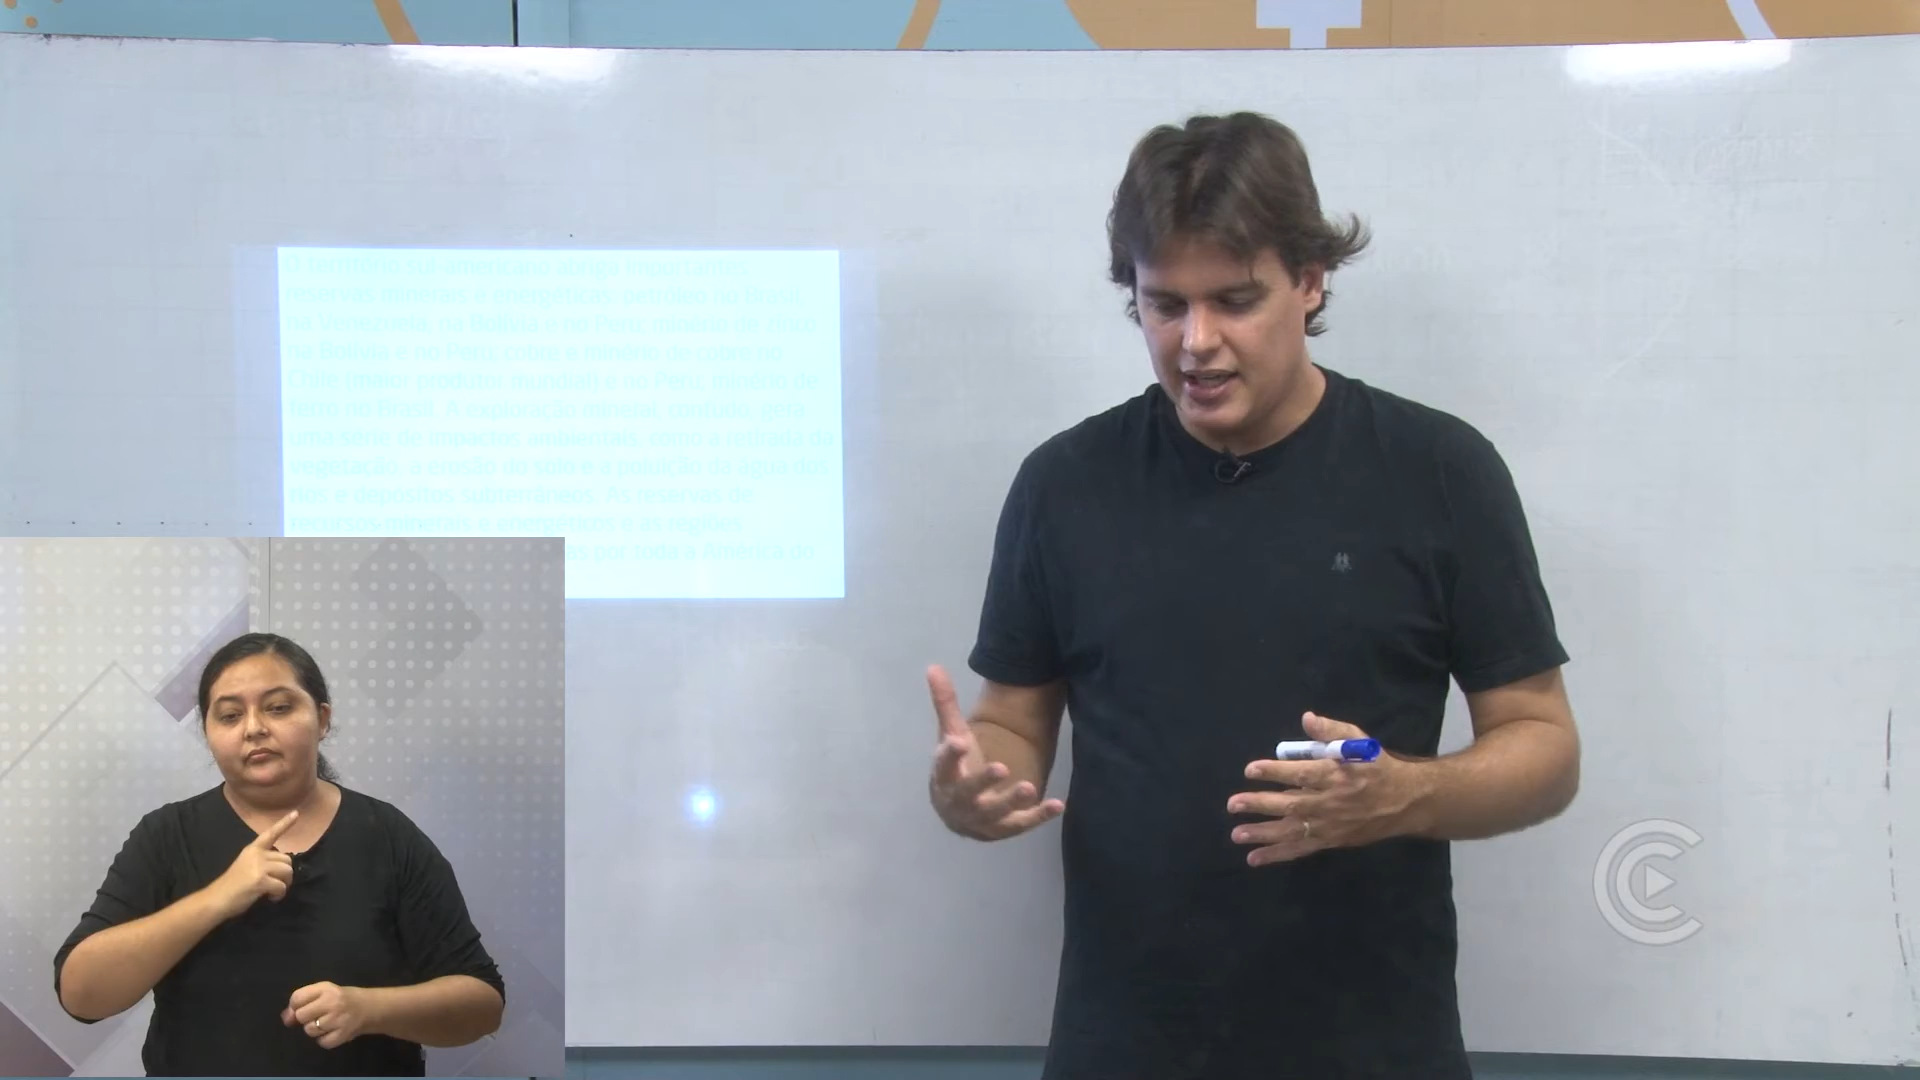 O território sul-americano abriga importantes
reservas minerais e energéticas: petróleo no Brasil,
na Venezuela, na Bolívia e no Peru; minério de zinco
na Bolívia e no Peru; cobre e minério de cobre no
Chile (maior produtor mundial) e no Peru; minério de
ferro no Brasil. A exploração mineral, contudo, gera
uma série de impactos ambientais, como a retirada da
vegetação, a erosão do solo e a poluição da água dos
rios e depósitos subterrâneos. As reservas de
recursos minerais e energéticos e as regiões
por toda a América do